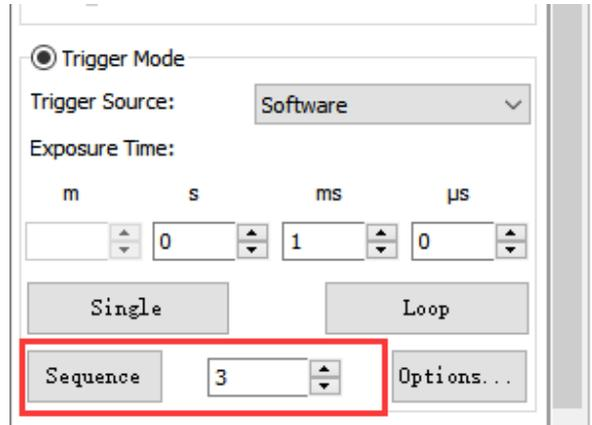 Trigger Mode
Trigger Source: Software
Exposure Time:
m s ms µs
0 1 0
Single Loop
Sequence 3 Options...